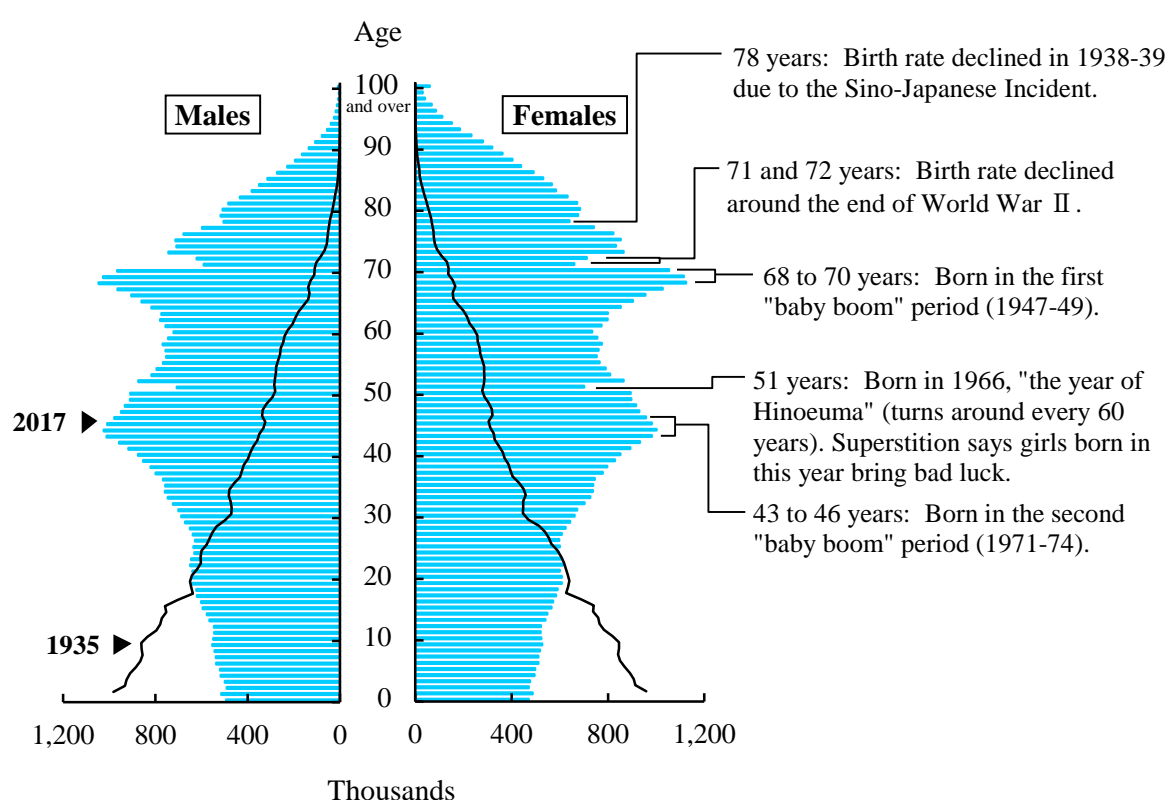 Age
Males
Females
100
and over
90
80
70
60
50
40
30
20
10
0
2017 ►
1935 ►
1,200 800 400 0
0 400 800 1,200
Thousands
78 years: Birth rate declined in 1938-39
due to the Sino-Japanese Incident.
71 and 72 years: Birth rate declined
around the end of World War Ⅱ.
68 to 70 years: Born in the first
"baby boom" period (1947-49).
51 years: Born in 1966, "the year of
Hinoeuma" (turns around every 60
years). Superstition says girls born in
this year bring bad luck.
43 to 46 years: Born in the second
"baby boom" period (1971-74).